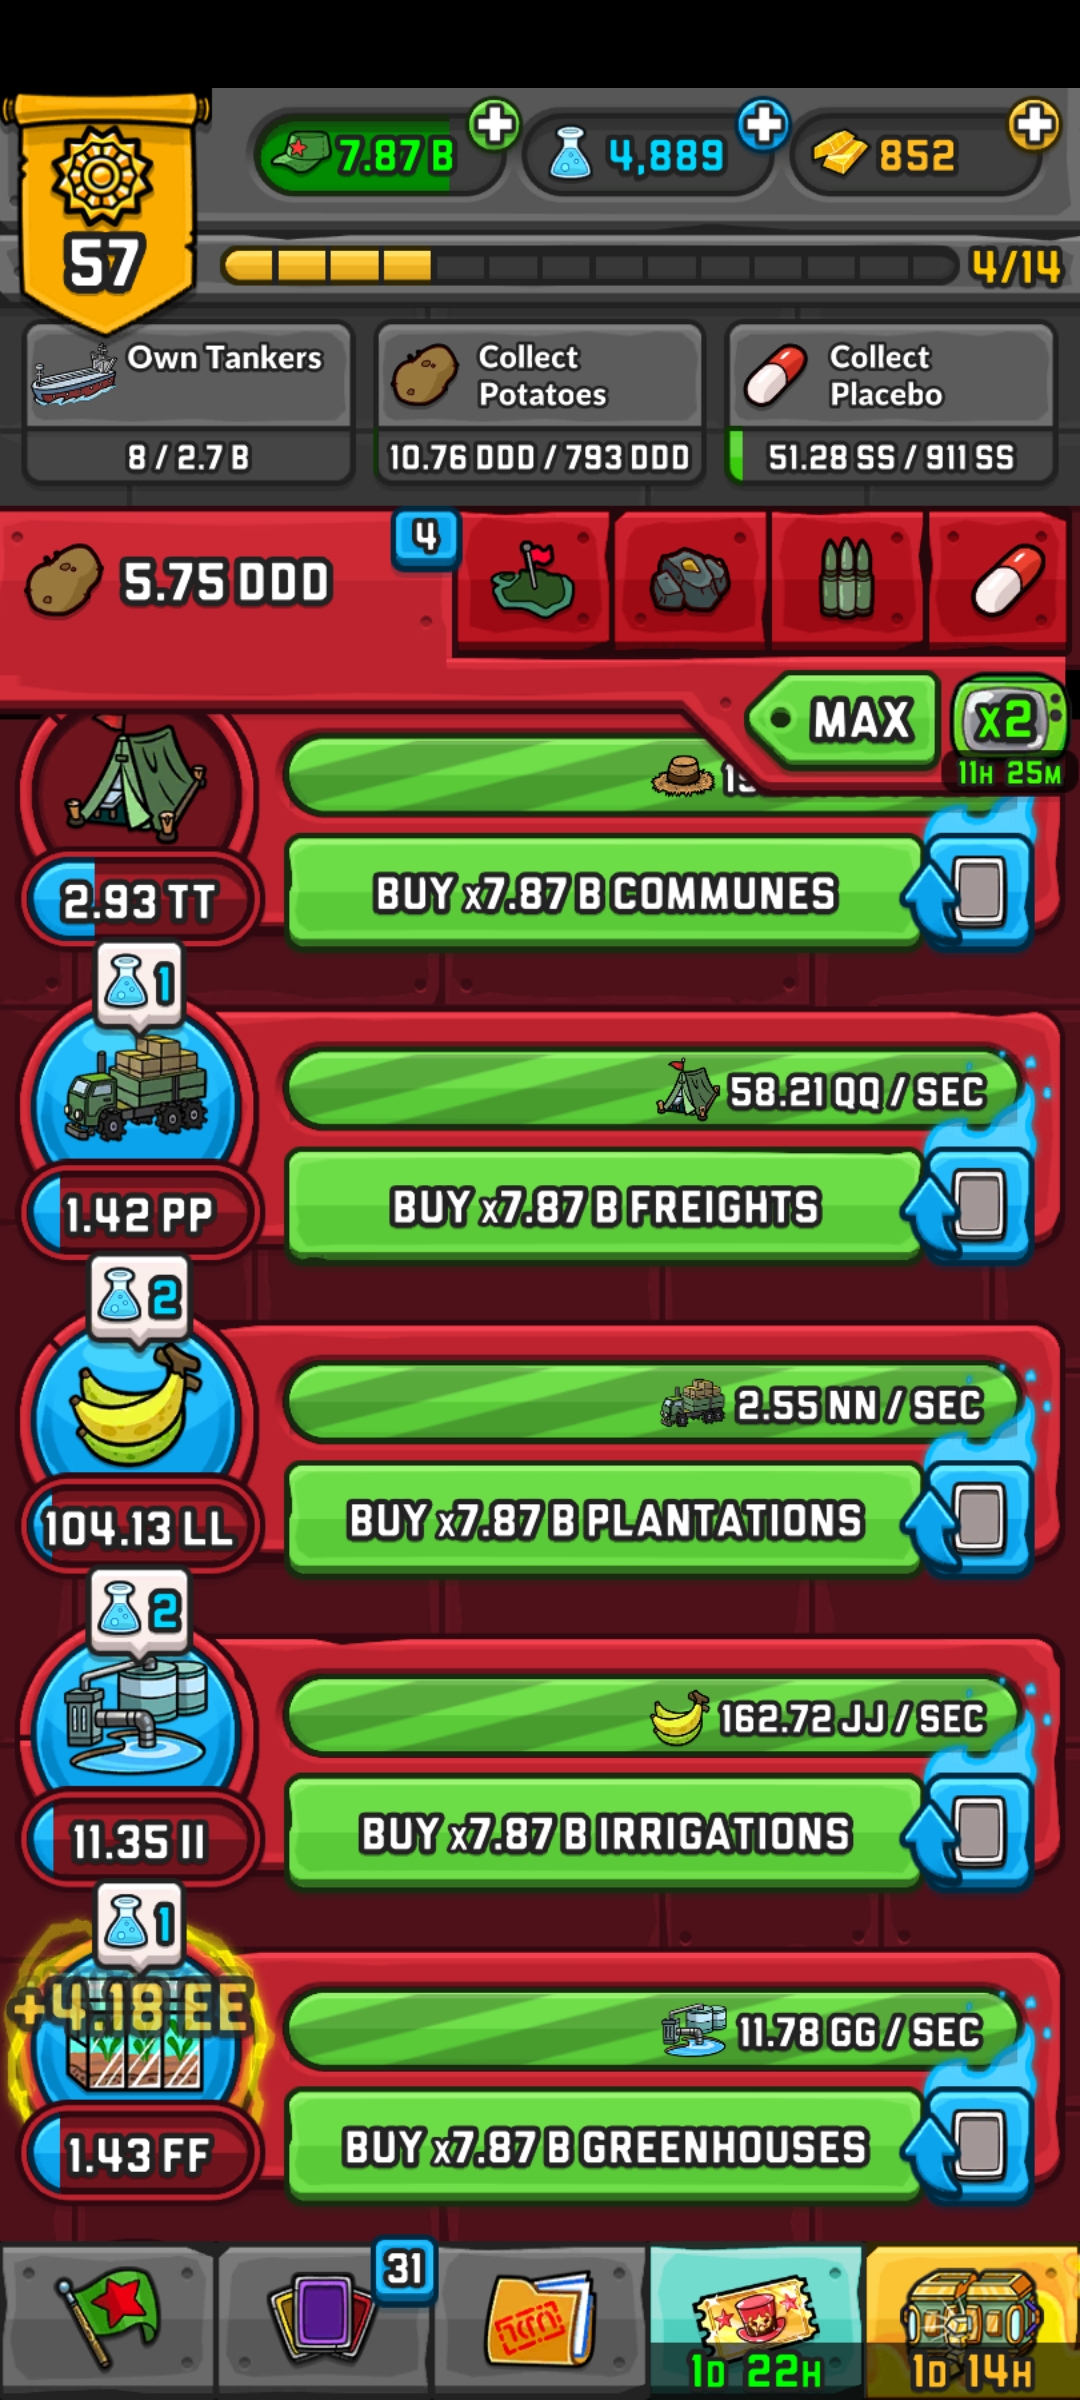 7.87 B
4,889
852
57
4/14
Own Tankers
8 / 2.7 B
Collect
Potatoes
10.76 DDD / 793 DDD
Collect
Placebo
51.28 SS / 911 SS
5.75 DDD
4
MAX
x2
11H 25M
2.93 TT
BUY x7.87 B COMMUNES
1
58.21 QQ / SEC
1.42 PP
BUY x7.87 B FREIGHTS
2
2.55 NN / SEC
104.13 LL
BUY x7.87 B PLANTATIONS
2
162.72 JJ / SEC
11.35 II
BUY x7.87 B IRRIGATIONS
1
+4.18 EE
11.78 GG / SEC
1.43 FF
BUY x7.87 B GREENHOUSES
31
1D 22H
1D 14H